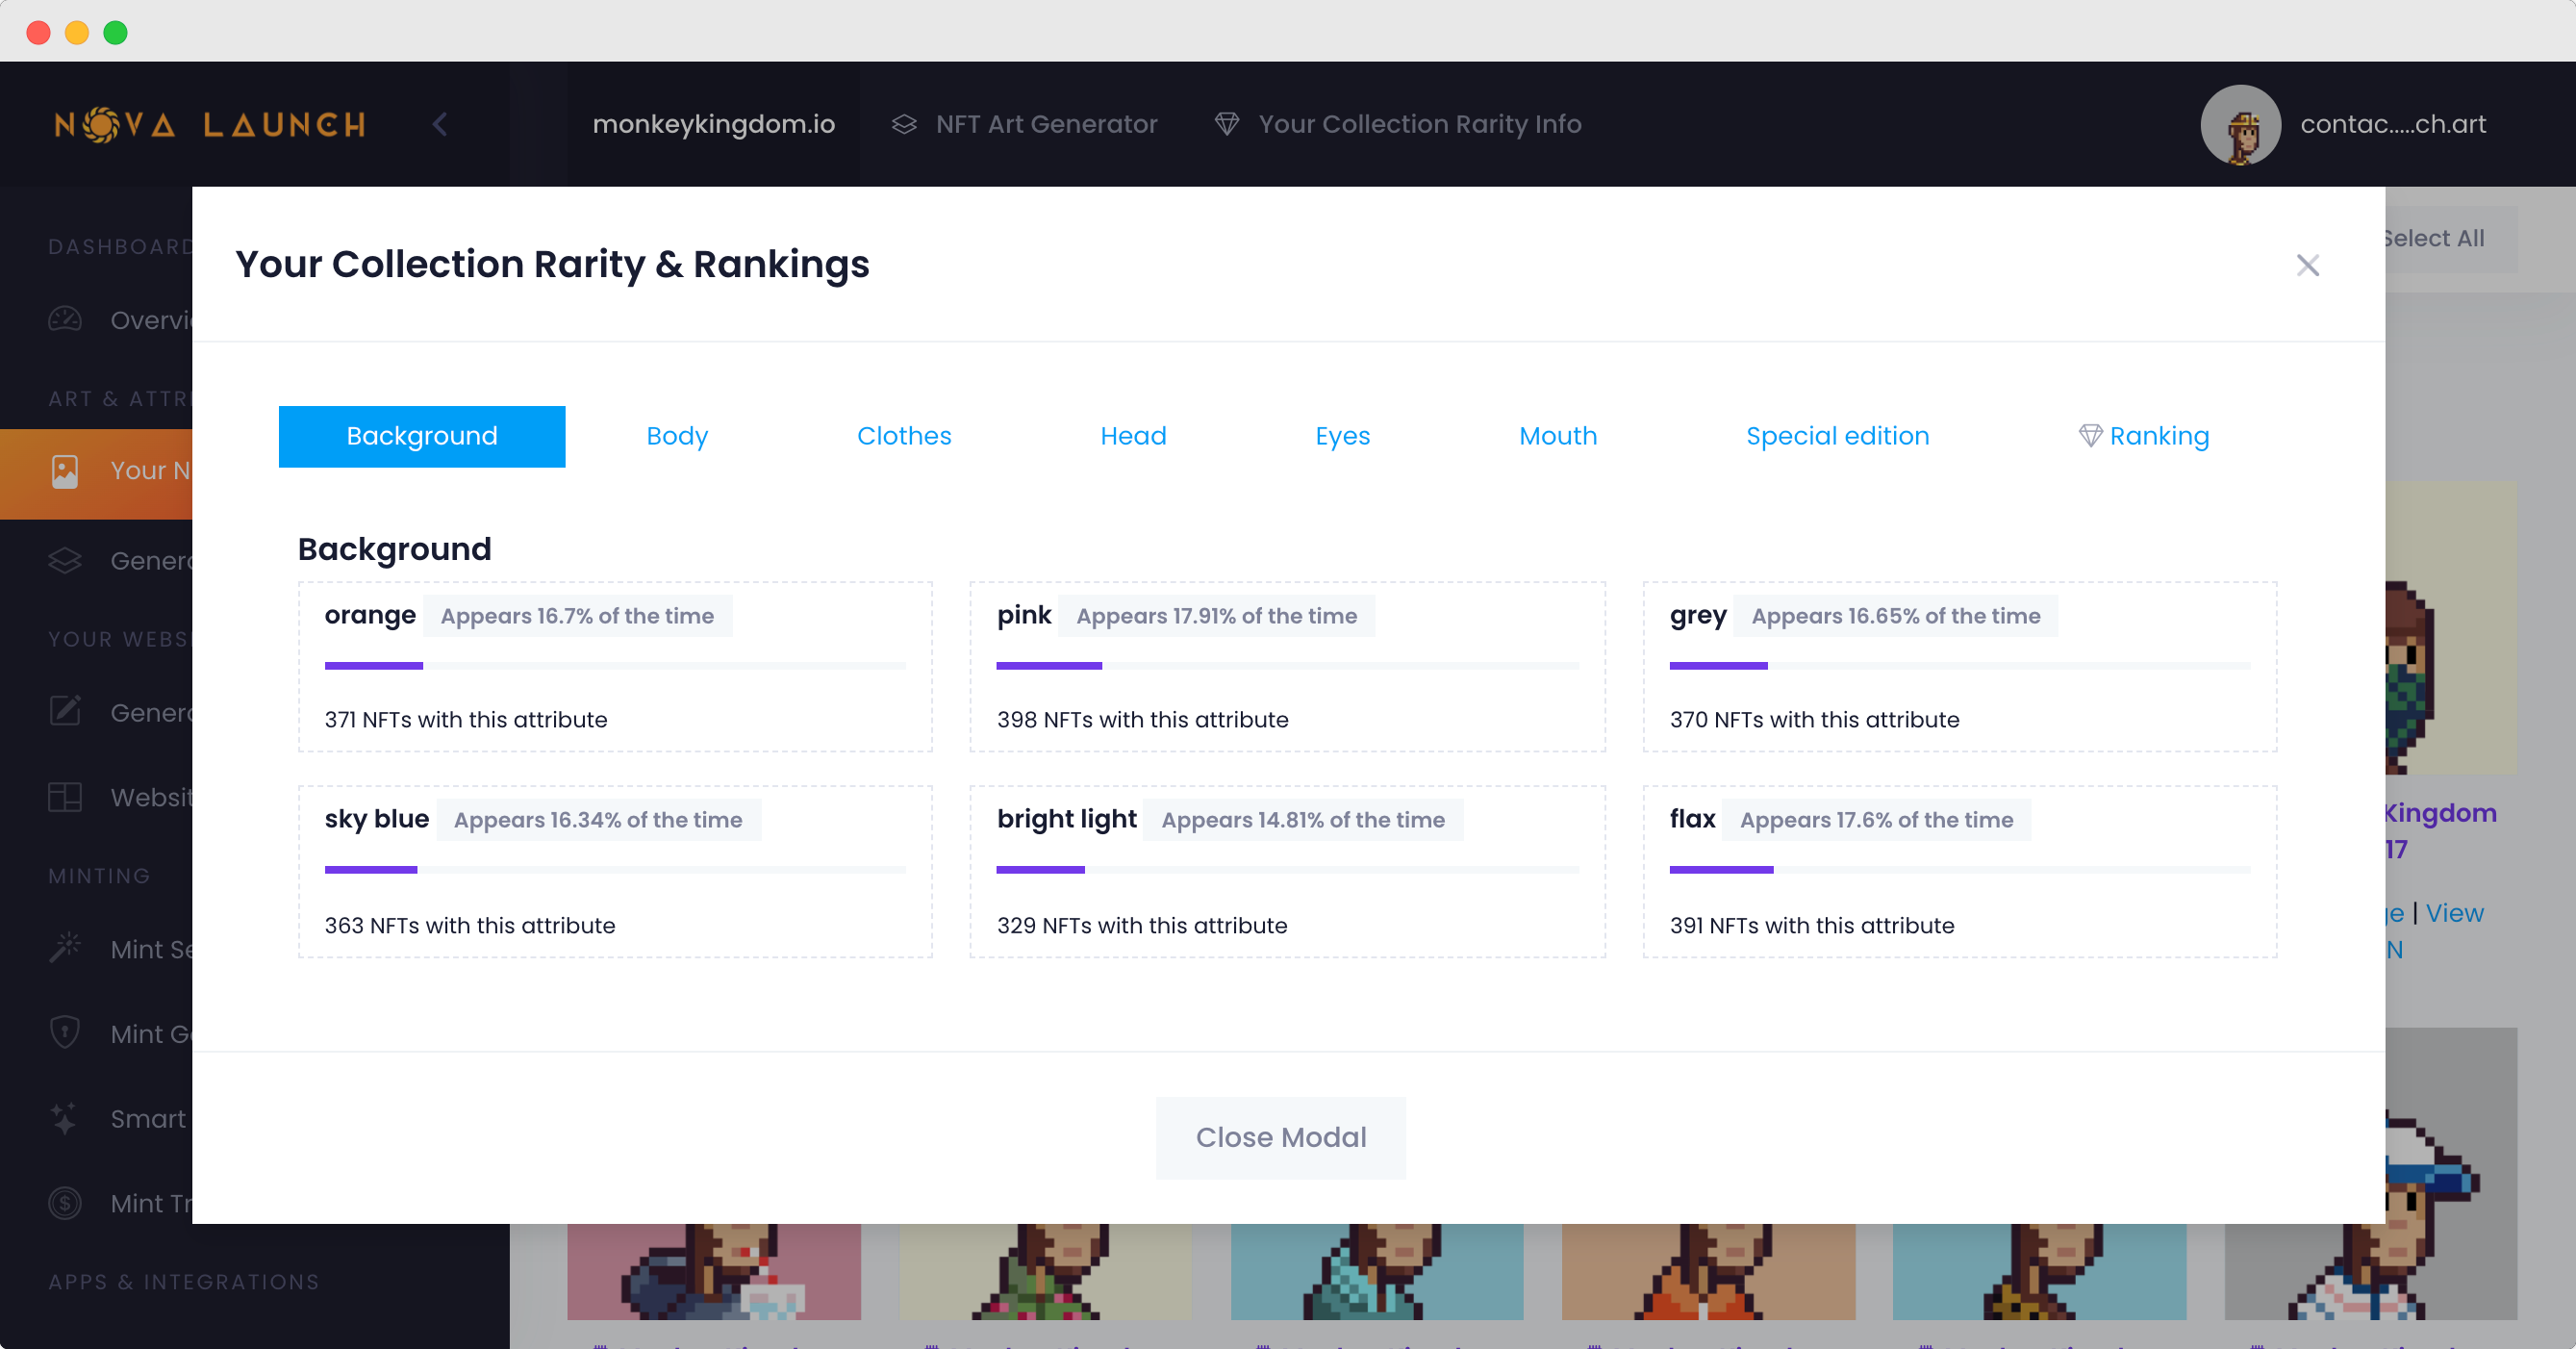 NOVA LAUNCH
monkeykingdom.io
NFT Art Generator
Your Collection Rarity Info
contac.....ch.art
DASHBOARD
Select All
Your Collection Rarity & Rankings
ART & ATTR
Your N
YOUR WEBS
Websit
MINTING
Mint
Mint
Smart
Mint
APPS & INTEGRATIONS
Background Body Clothes Head Eyes Mouth Special edition Ranking
Background
orange Appears 16.7% of the time
371 NFTs with this attribute
pink Appears 17.91% of the time
398 NFTs with this attribute
grey Appears 16.65% of the time
370 NFTs with this attribute
sky blue Appears 16.34% of the time
363 NFTs with this attribute
bright light Appears 14.81% of the time
329 NFTs with this attribute
flax Appears 17.6% of the time
391 NFTs with this attribute
Kingdom
17
ge | View
N
Close Modal